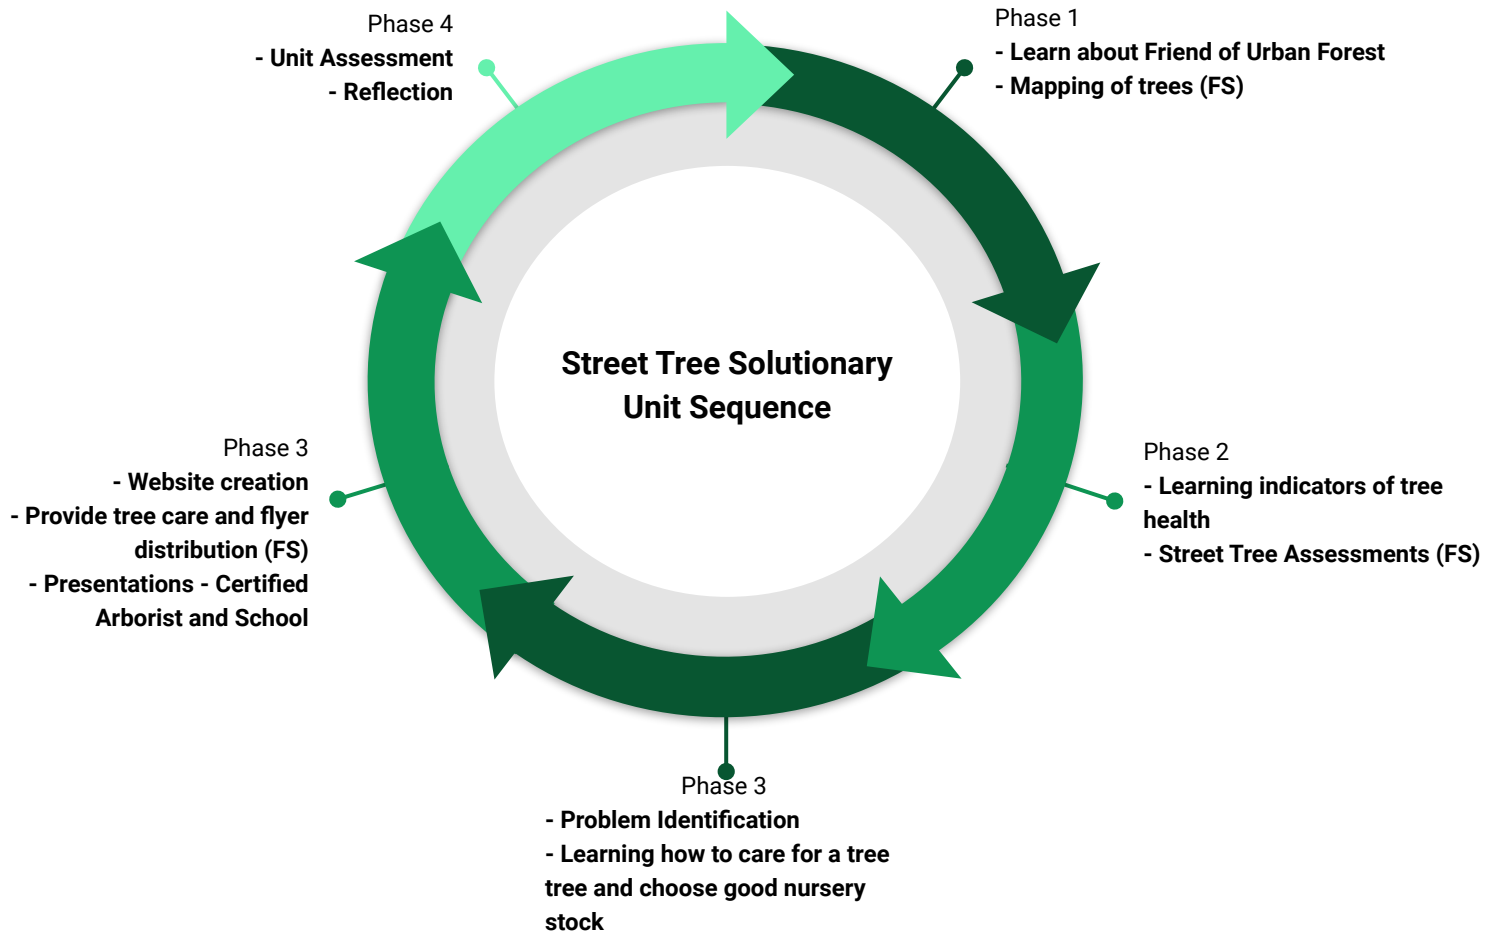 Phase 4
- Unit Assessment
- Reflection
Phase 1
- Learn about Friend of Urban Forest
- Mapping of trees (FS)
Street Tree Solutionary
Unit Sequence
Phase 3
- Website creation
- Provide tree care and flyer
distribution (FS)
- Presentations - Certified
Arborist and School
Phase 2
- Learning indicators of tree
health
- Street Tree Assessments (FS)
Phase 3
- Problem Identification
- Learning how to care for a tree
tree and choose good nursery
stock